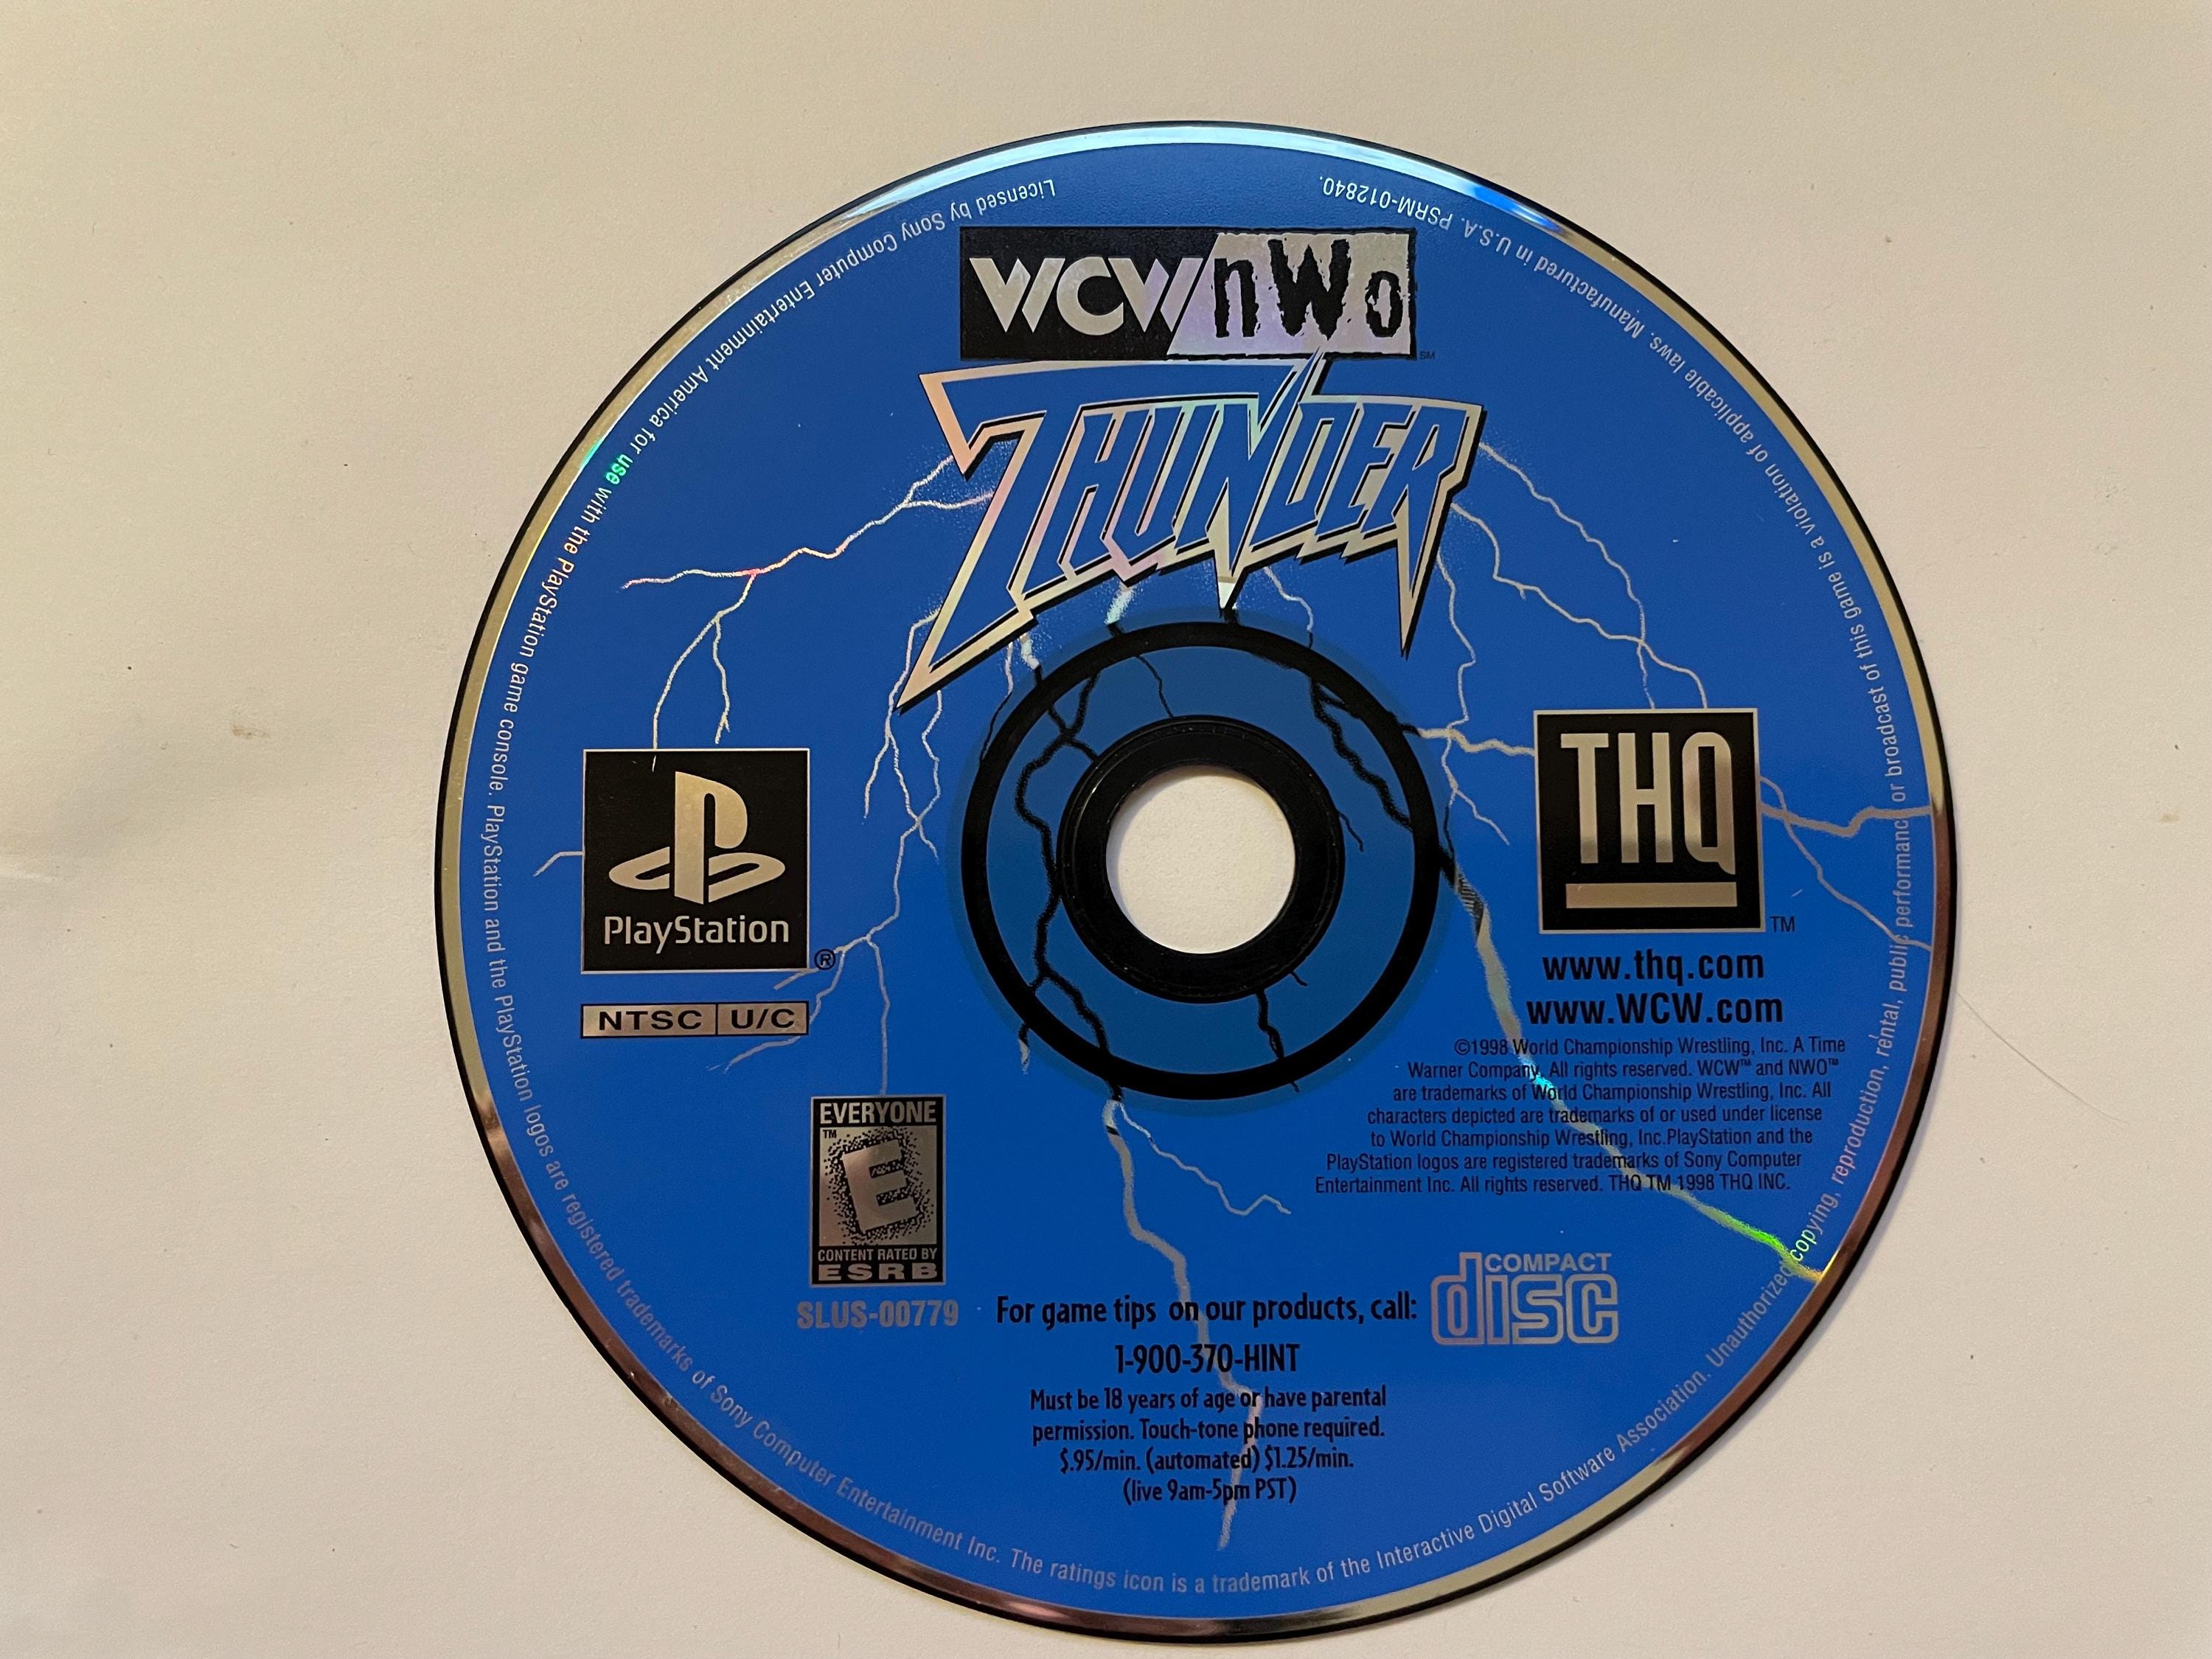 WCW nWo SM
THUNDER
PlayStation ®
NTSC U/C
THQ TM
www.thq.com
www.WCW.com
©1998 World Championship Wrestling, Inc. A Time
Warner Company. All rights reserved. WCW™ and NWO™
are trademarks of World Championship Wrestling, Inc. All
characters depicted are trademarks of or used under license
to World Championship Wrestling, Inc.PlayStation and the
PlayStation logos are registered trademarks of Sony Computer
Entertainment Inc. All rights reserved. THQ TM 1998 THQ INC.
EVERYONE
TM
E
CONTENT RATED BY
ESRB
SLUS-00779
For game tips on our products, call:
1-900-370-HINT
Must be 18 years of age or have parental
permission. Touch-tone phone required.
$.95/min. (automated) $1.25/min.
(live 9am-5pm PST)
COMPACT
disc
Licensed by Sony Computer Entertainment America for use with the PlayStation game console. PlayStation and the PlayStation logos are registered trademarks of Sony Computer Entertainment Inc. The ratings icon is a trademark of the Interactive Digital Software Association. Unauthorized copying, reproduction, rental, public performance or broadcast of this game is a violation of applicable laws. Manufactured in U.S.A. PSRM-012840.